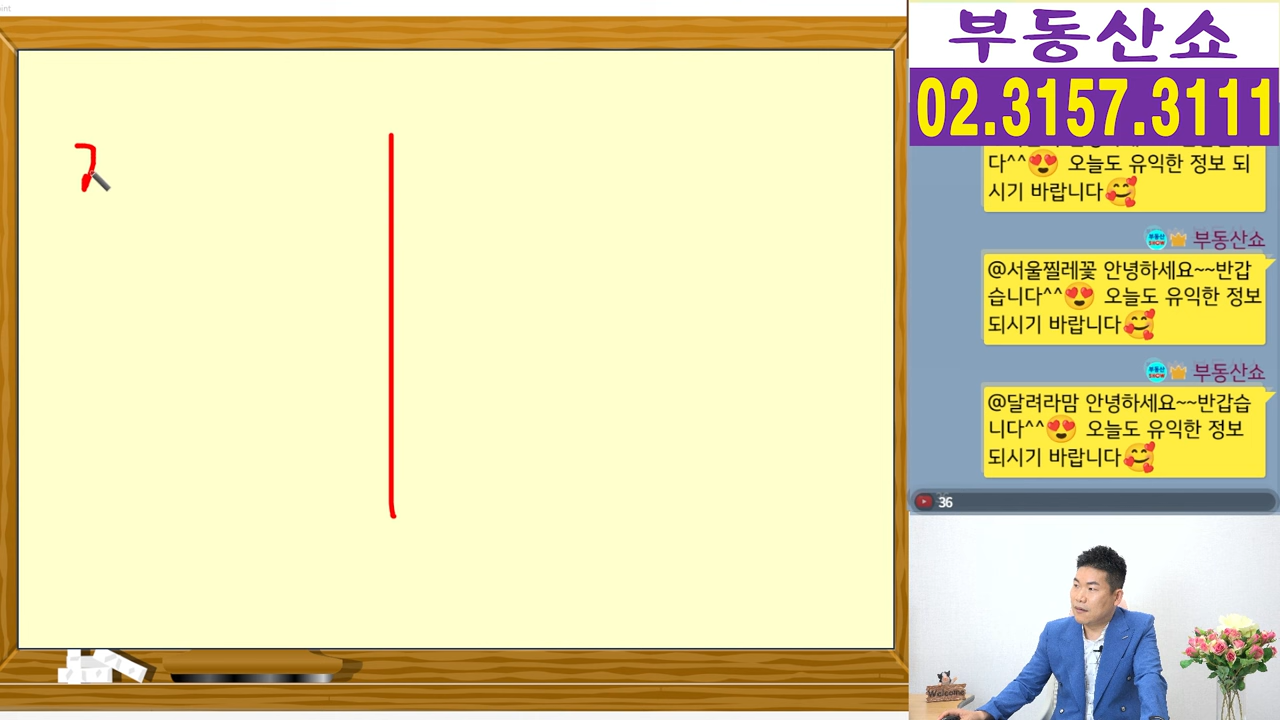 부동산쇼
02.3157.3111
다^^😍 오늘도 유익한 정보 되
시기 바랍니다🥰
부동산쇼
@서울찔레꽃 안녕하세요~~반갑
습니다^^😍 오늘도 유익한 정보
되시기 바랍니다🥰
부동산쇼
@달려라맘 안녕하세요~~반갑습
니다^^😍 오늘도 유익한 정보
되시기 바랍니다🥰
36
Welcome